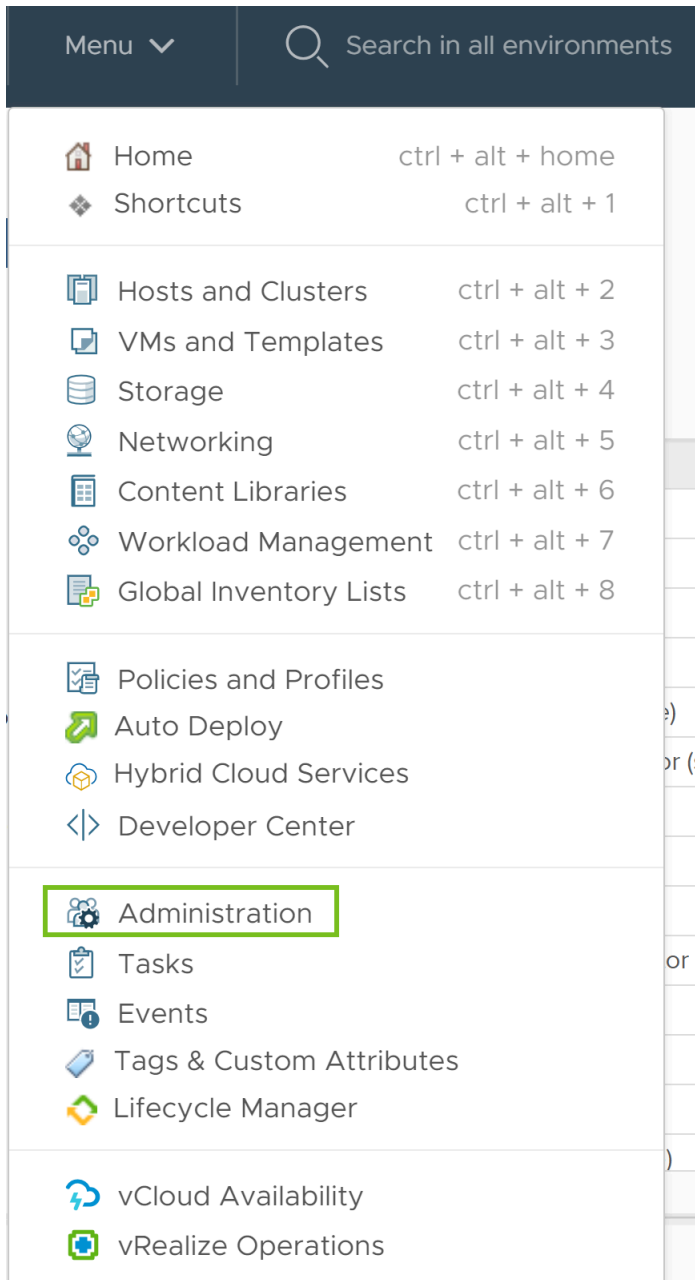 Menu Search in all environments
Home ctrl + alt + home
Shortcuts ctrl + alt + 1
Hosts and Clusters ctrl + alt + 2
VMs and Templates ctrl + alt + 3
Storage ctrl + alt + 4
Networking ctrl + alt + 5
Content Libraries ctrl + alt + 6
Workload Management ctrl + alt + 7
Global Inventory Lists ctrl + alt + 8
Policies and Profiles
Auto Deploy
Hybrid Cloud Services
Developer Center
Administration
Tasks
or
Events
Tags & Custom Attributes
Lifecycle Manager
vCloud Availability
vRealize Operations